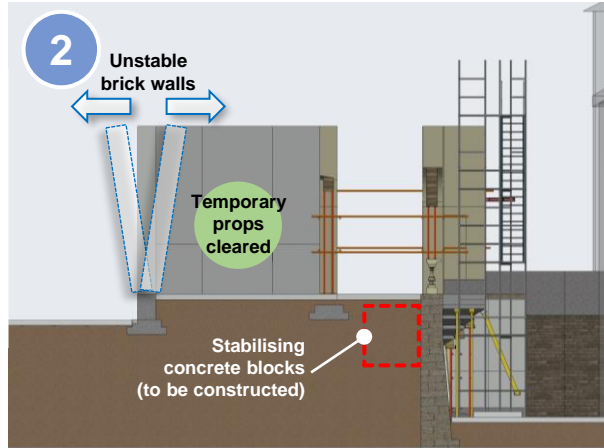 2
Unstable
brick walls
Temporary
props
cleared
Stabilising
concrete blocks
(to be constructed)